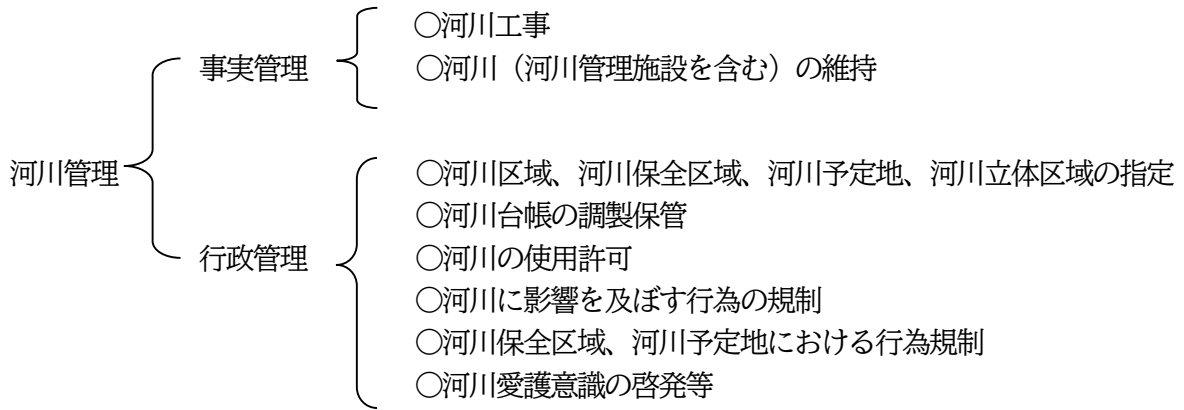 ○河川工事
事実管理
○河川（河川管理施設を含む）の維持
河川管理
○河川区域、河川保全区域、河川予定地、河川立体区域の指定
○河川台帳の調製保管
行政管理
○河川の使用許可
○河川に影響を及ぼす行為の規制
○河川保全区域、河川予定地における行為規制
○河川愛護意識の啓発等